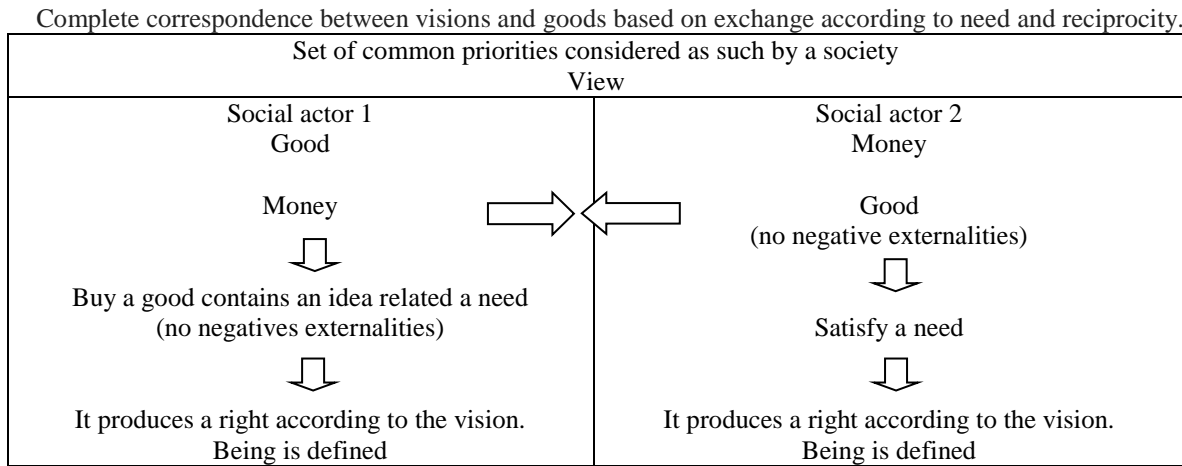 Complete correspondence between visions and goods based on exchange according to need and reciprocity.
Set of common priorities considered as such by a society
View
Social actor 1
Good
Money
Buy a good contains an idea related a need
(no negatives externalities)
It produces a right according to the vision.
Being is defined
Social actor 2
Money
Good
(no negative externalities)
Satisfy a need
It produces a right according to the vision.
Being is defined